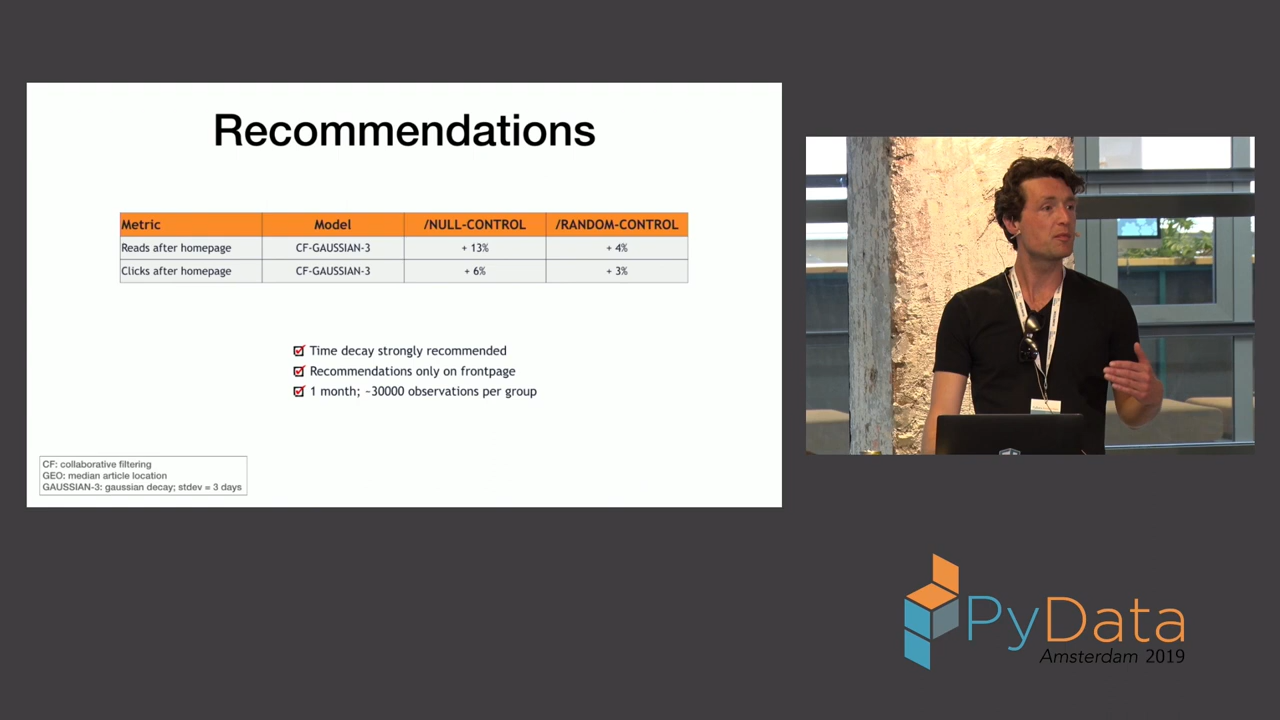 Recommendations
Metric Model /NULL-CONTROL /RANDOM-CONTROL
Reads after homepage CF-GAUSSIAN-3 + 13% + 4%
Clicks after homepage CF-GAUSSIAN-3 + 6% + 3%
Time decay strongly recommended
Recommendations only on frontpage
1 month; ~30000 observations per group
CF: collaborative filtering
GEO: median article location
GAUSSIAN-3: gaussian decay; stdev = 3 days
PyData
Amsterdam 2019